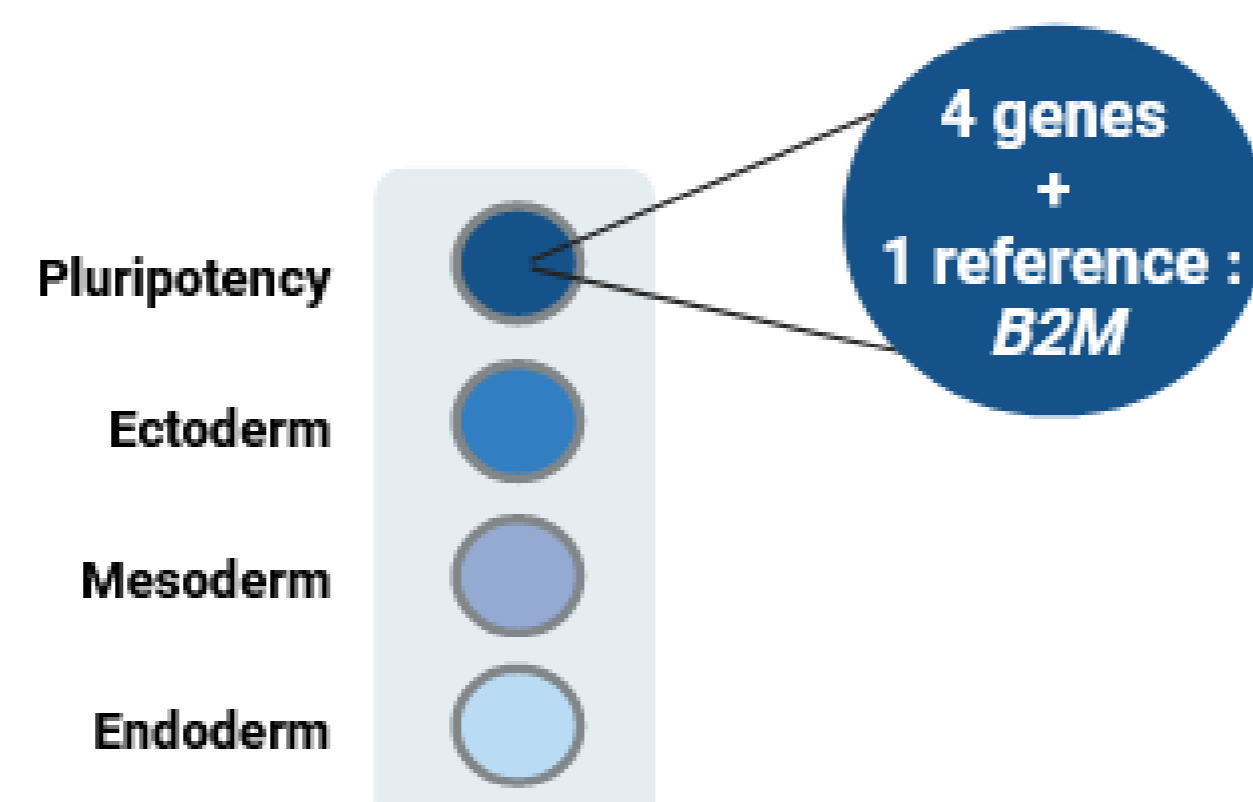 4 genes
+
1 reference :
B2M
Pluripotency
Ectoderm
Mesoderm
Endoderm